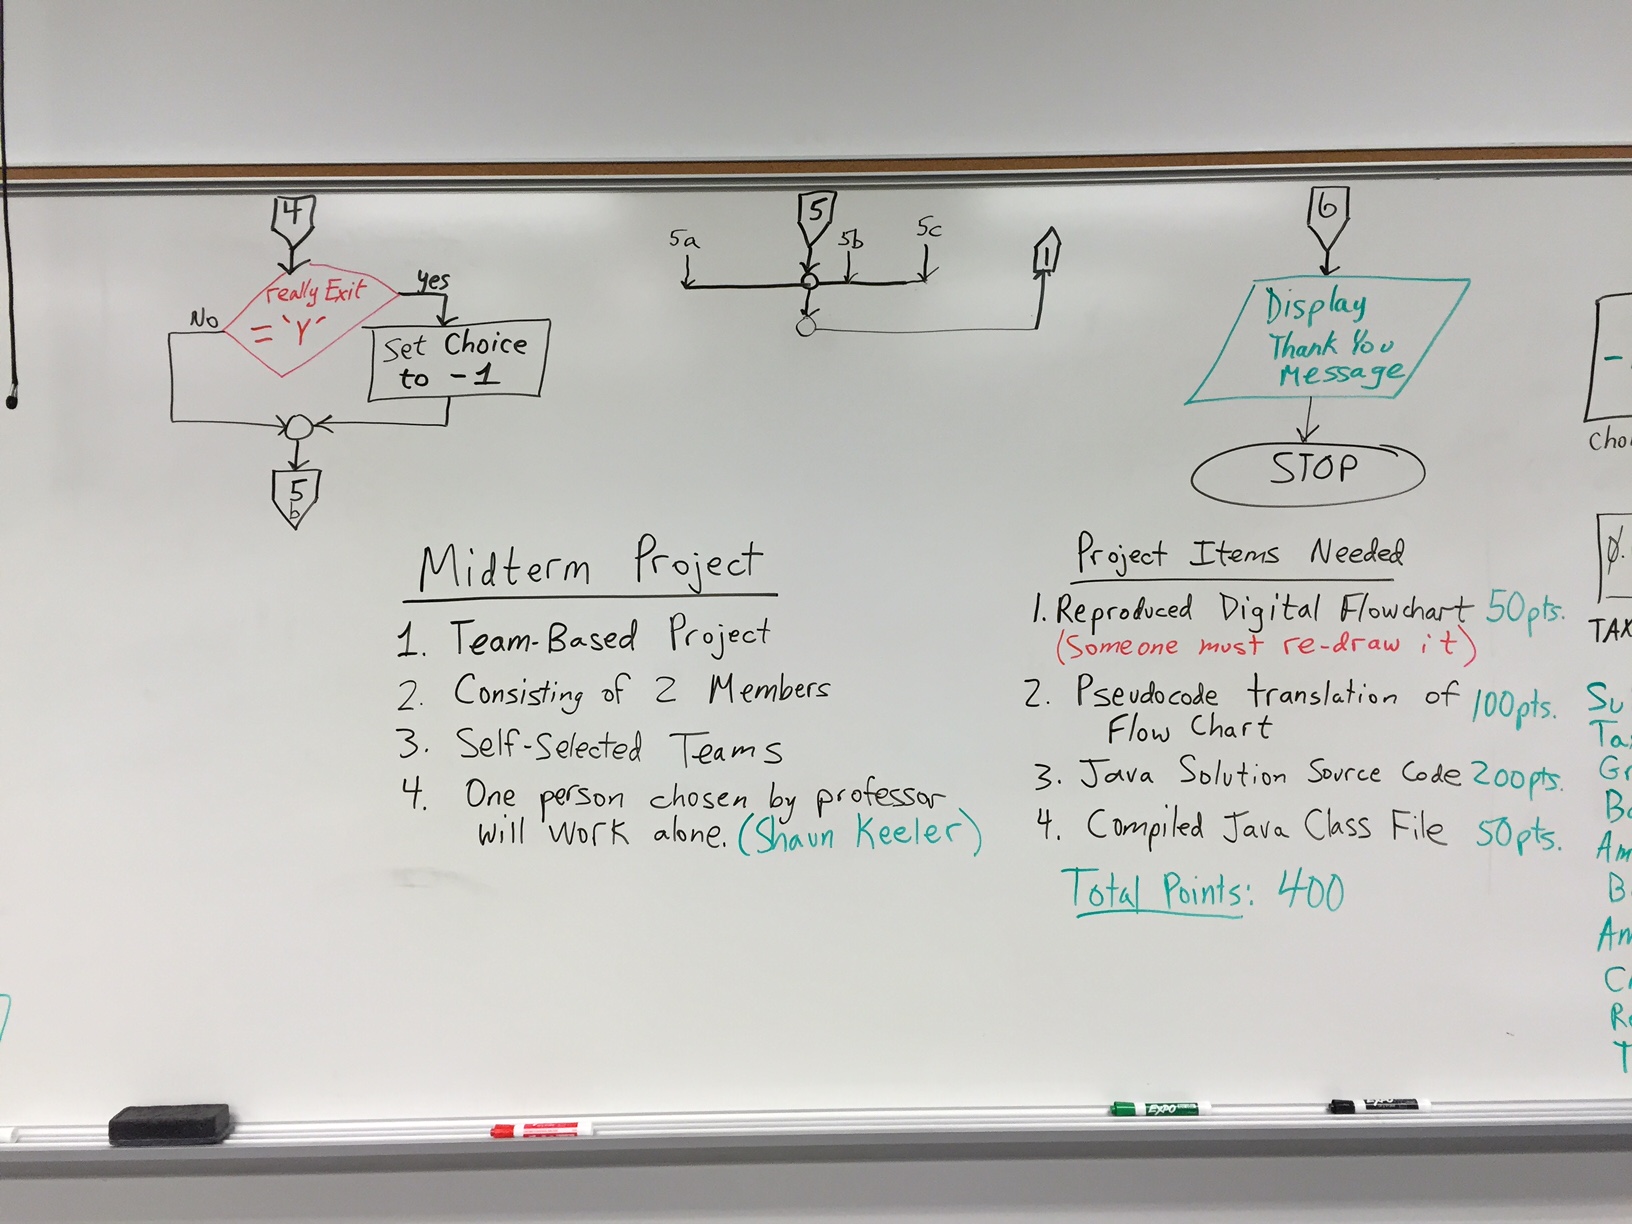 4
really Exit
= 'Y'
yes
No
Set Choice
to -1
5
b
5
5a
5b
5c
1
6
Display
Thank You
Message
STOP
Midterm Project
1. Team-Based Project
2. Consisting of 2 Members
3. Self-Selected Teams
4. One person chosen by professor
will work alone. (Shaun Keeler)
Project Items Needed
1. Reproduced Digital Flowchart 50pts.
(Someone must re-draw it)
2. Pseudocode translation of 100pts.
Flow Chart
3. Java Solution Source Code 200pts.
4. Compiled Java Class File 50pts.
Total Points: 400
Cho
TAX
Su
Ta
Gr
Ba
Am
B
Am
C
Re
T
EXPO
EXPO